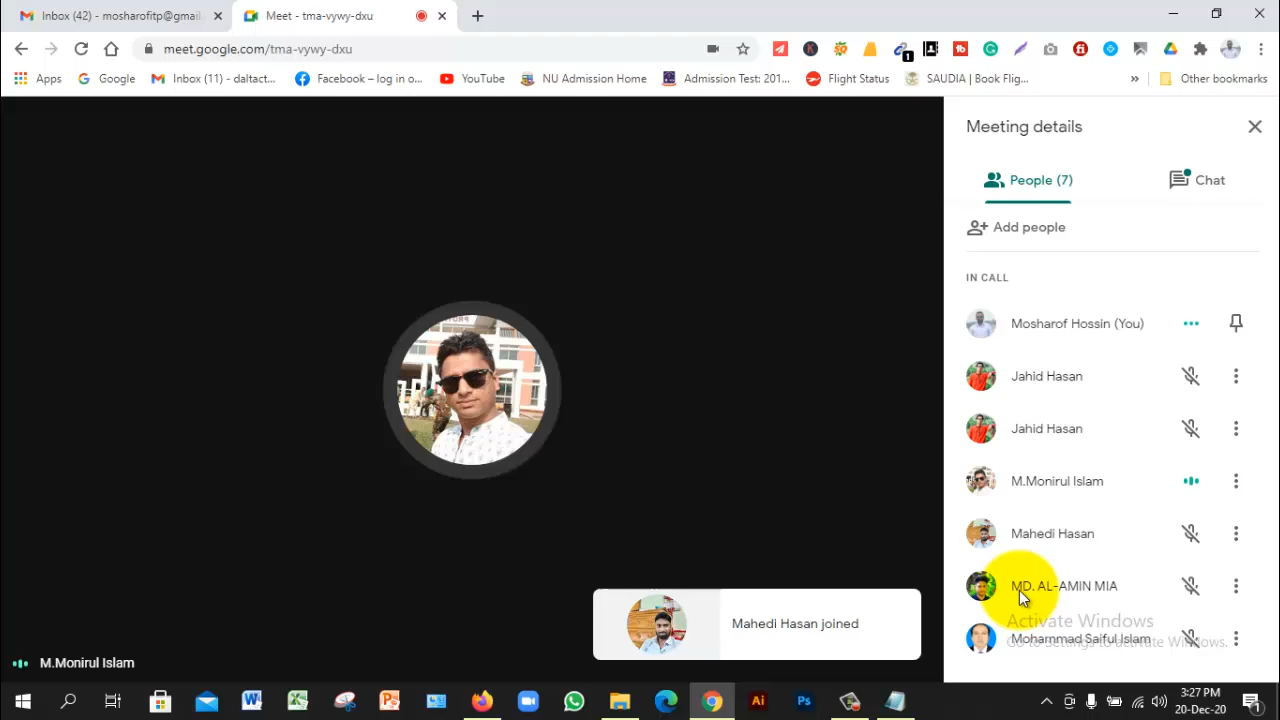 Inbox (42) - mosharofitp@gmail
Meet - tma-vywy-dxu
meet.google.com/tma-vywy-dxu
1
Apps
Google
Inbox (11) - daltact...
Facebook – log in o...
YouTube
NU Admission Home
Admission Test: 201...
Flight Status
SAUDIA | Book Flig...
»
Other bookmarks
Meeting details
People (7)
Chat
Add people
IN CALL
Mosharof Hossin (You)
Jahid Hasan
Jahid Hasan
M.Monirul Islam
Mahedi Hasan
MD. AL-AMIN MIA
Mohammad Saiful Islam
Mahedi Hasan joined
Activate Windows
Go to Settings to activate Windows.
M.Monirul Islam
Ai
Ps
3:27 PM
20-Dec-20
1